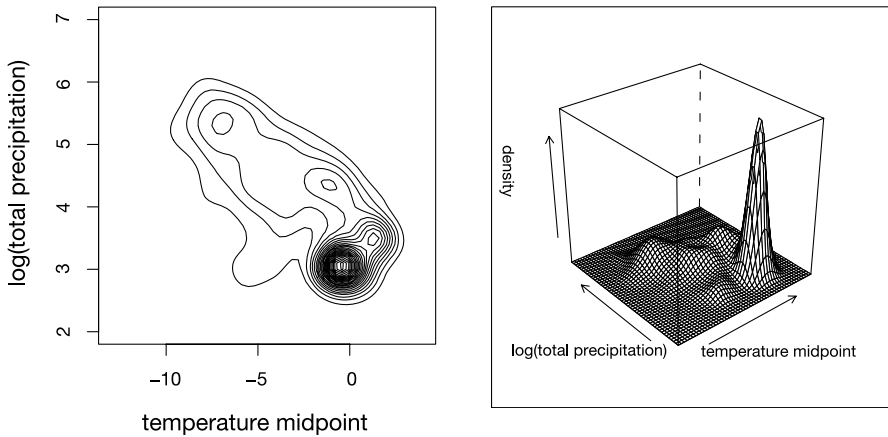 7
6
5
4
3
2
log(total precipitation)
−10
−5
0
temperature midpoint
density
log(total precipitation)
temperature midpoint